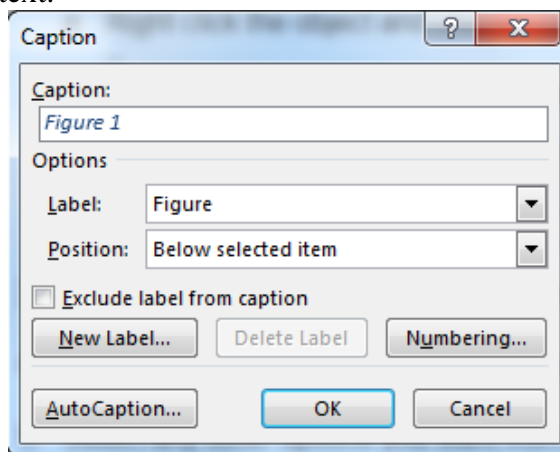 text.
Caption
?
Caption:
Figure 1
Options
Label: Figure
Position: Below selected item
Exclude label from caption
New Label... Delete Label Numbering...
AutoCaption... OK Cancel